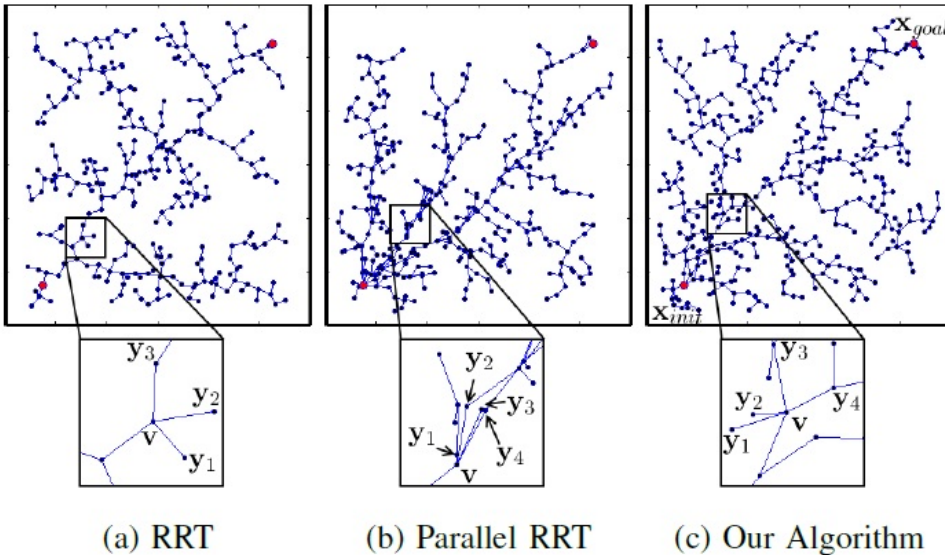 x_goal
x_init
y₃
y₂
v
y₁
y₂
y₃
y₁
y₄
v
y₃
y₂
y₄
y₁
v
(a) RRT
(b) Parallel RRT
(c) Our Algorithm